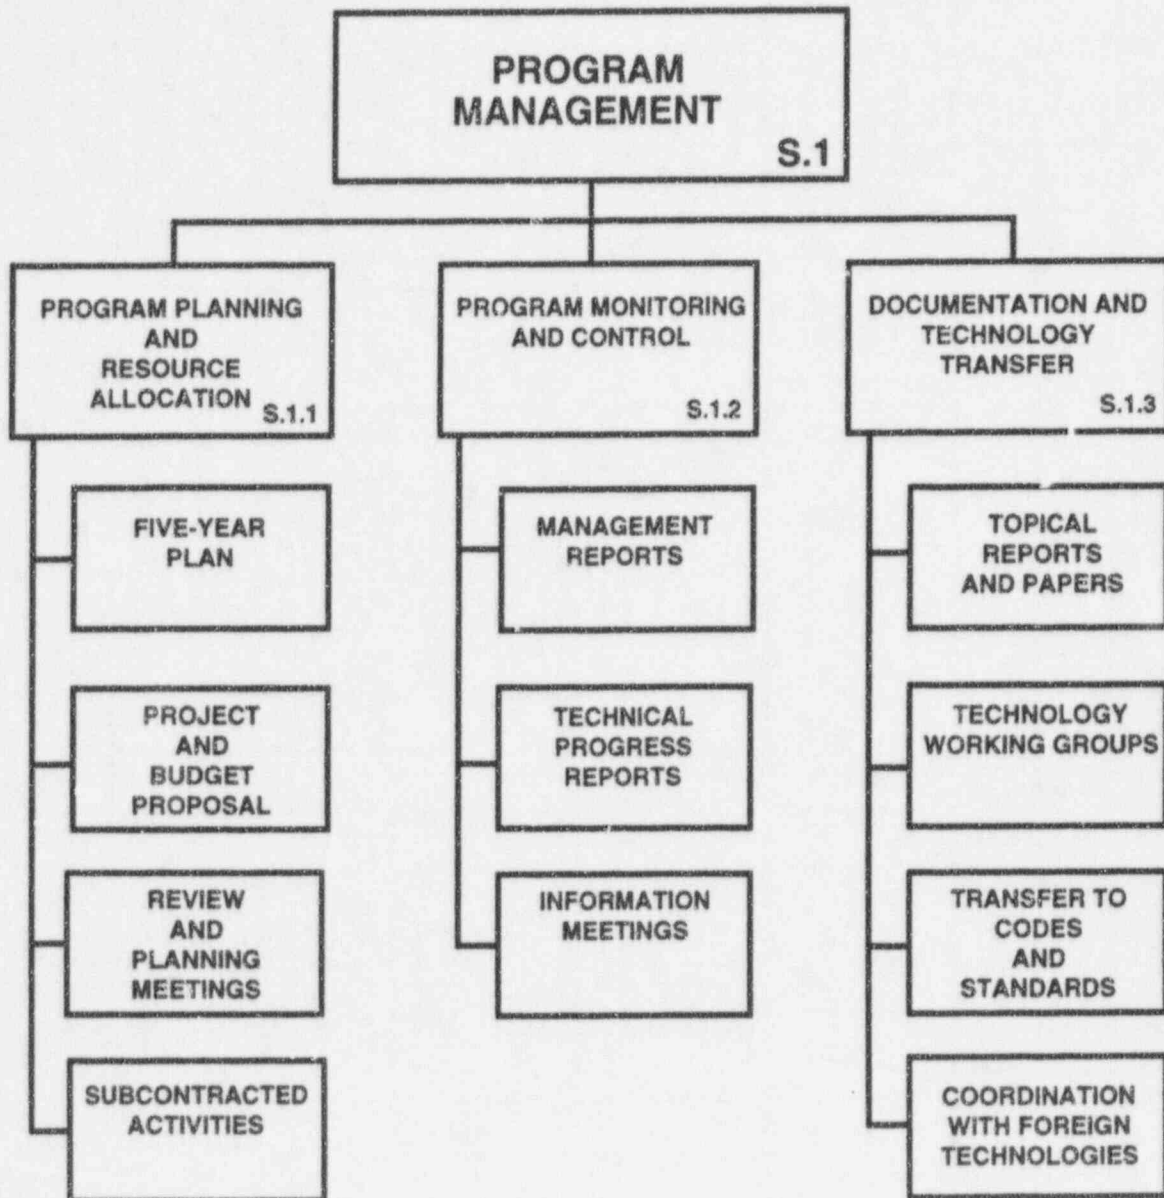 PROGRAM
MANAGEMENT
S.1
PROGRAM PLANNING
AND
RESOURCE
ALLOCATION
S.1.1
FIVE-YEAR
PLAN
PROJECT
AND
BUDGET
PROPOSAL
REVIEW
AND
PLANNING
MEETINGS
SUBCONTRACTED
ACTIVITIES
PROGRAM MONITORING
AND CONTROL
S.1.2
MANAGEMENT
REPORTS
TECHNICAL
PROGRESS
REPORTS
INFORMATION
MEETINGS
DOCUMENTATION AND
TECHNOLOGY
TRANSFER
S.1.3
TOPICAL
REPORTS
AND PAPERS
TECHNOLOGY
WORKING GROUPS
TRANSFER TO
CODES
AND
STANDARDS
COORDINATION
WITH FOREIGN
TECHNOLOGIES